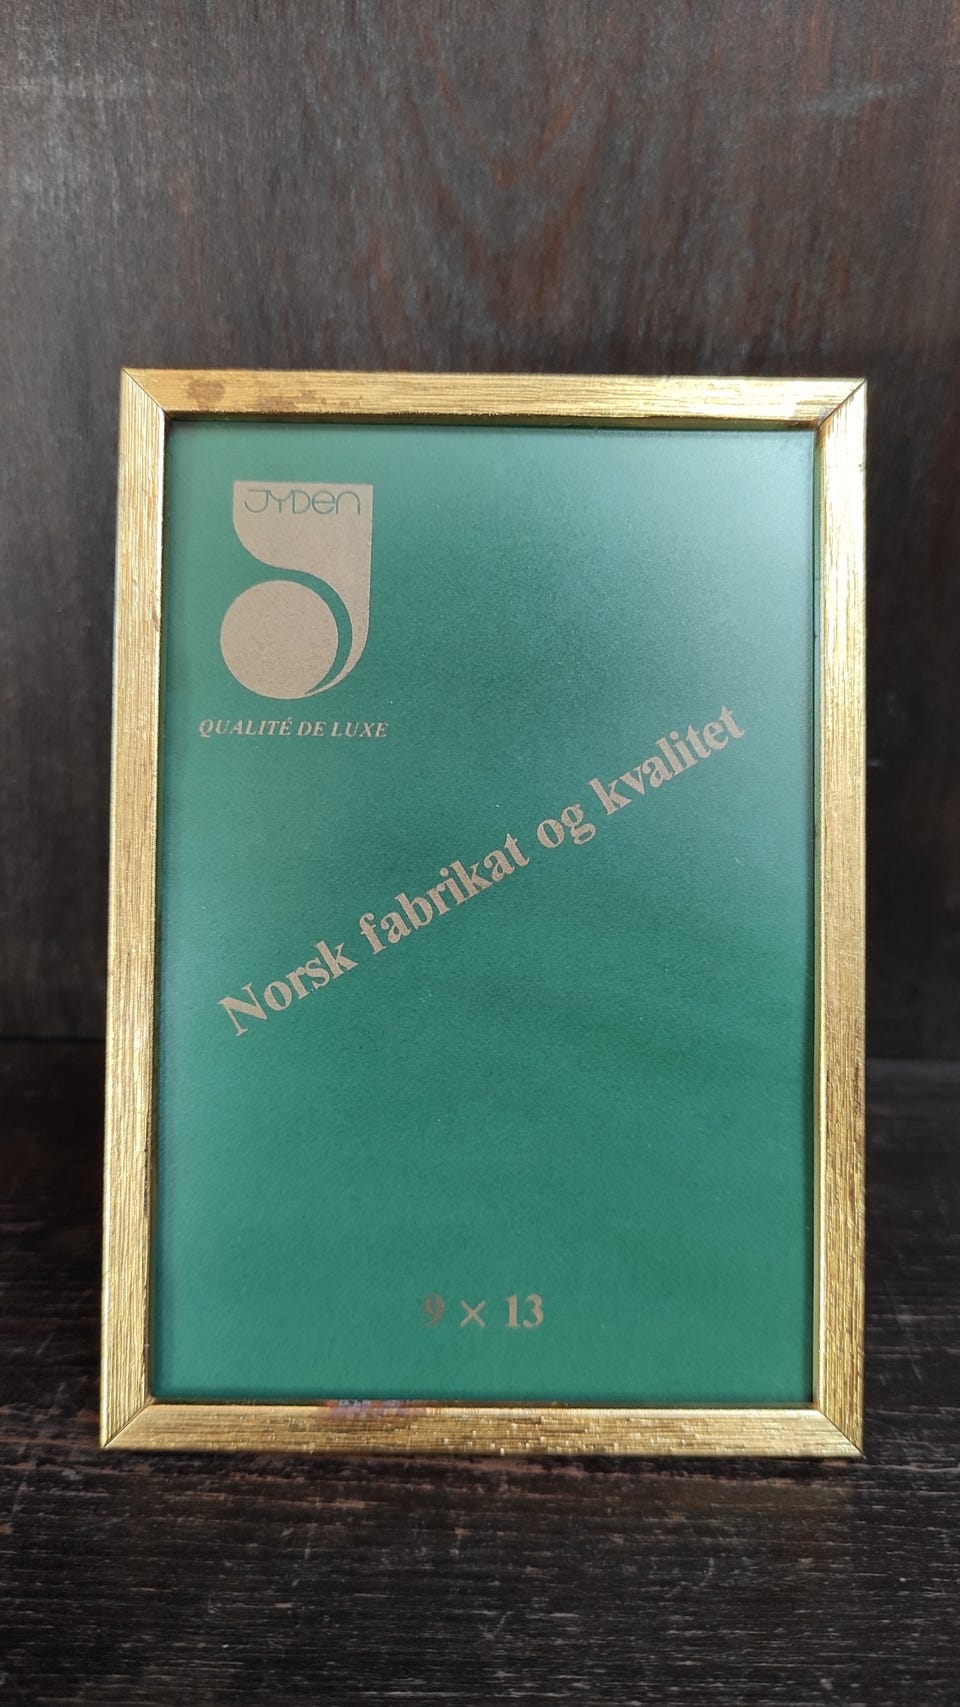 JYDEN
QUALITÉ DE LUXE
Norsk fabrikat og kvalitet
9 × 13